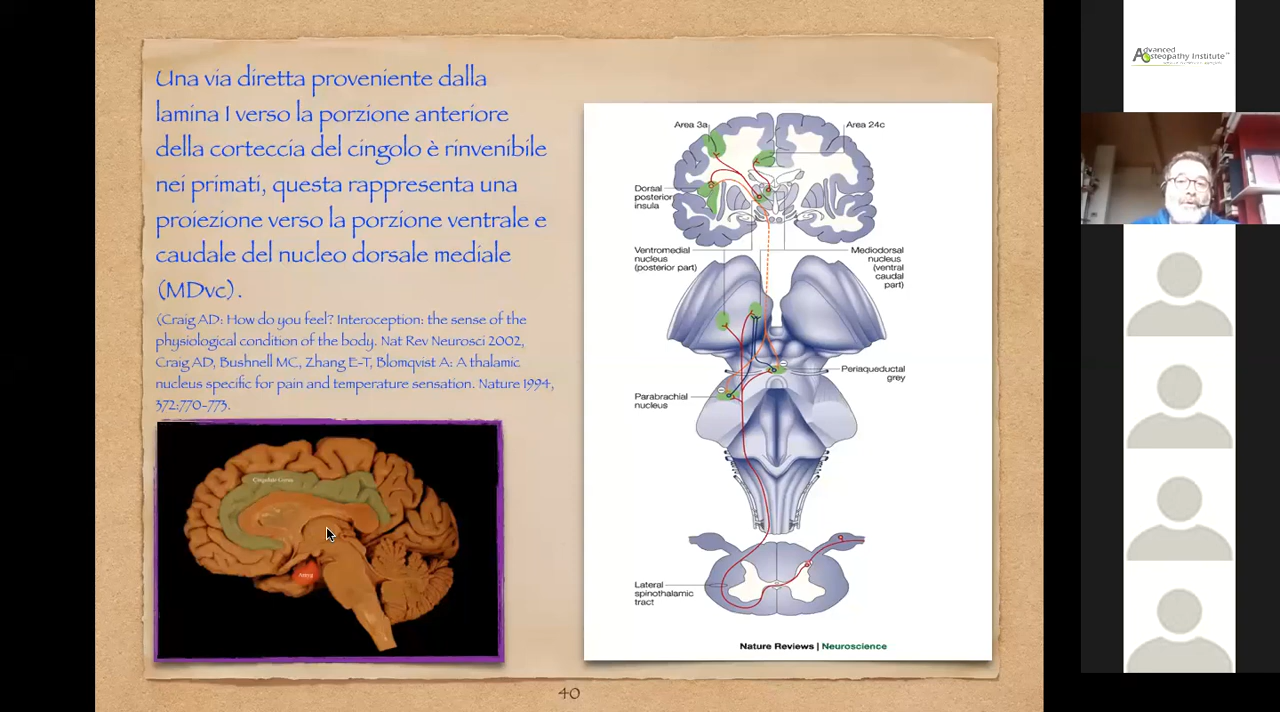 Una via diretta proveniente dalla
lamina I verso la porzione anteriore
della corteccia del cingolo è rinvenibile
nei primati, questa rappresenta una
proiezione verso la porzione ventrale e
caudale del nucleo dorsale mediale
(MDvc).
(Craig AD: How do you feel? Interoception: the sense of the
physiological condition of the body. Nat Rev Neurosci 2002,
Craig AD, Bushnell MC, Zhang E-T, Blomqvist A: A thalamic
nucleus specific for pain and temperature sensation. Nature 1994,
372:770-773.
Cingulate Gyrus
Area 3a
Area 24c
Dorsal
posterior
insula
Ventromedial
nucleus
(posterior part)
Mediodorsal
nucleus
(ventral
caudal
part)
Periaqueductal
grey
Parabrachial
nucleus
Lateral
spinothalamic
tract
Nature Reviews | Neuroscience
40
Advanced
Osteopathy Institute